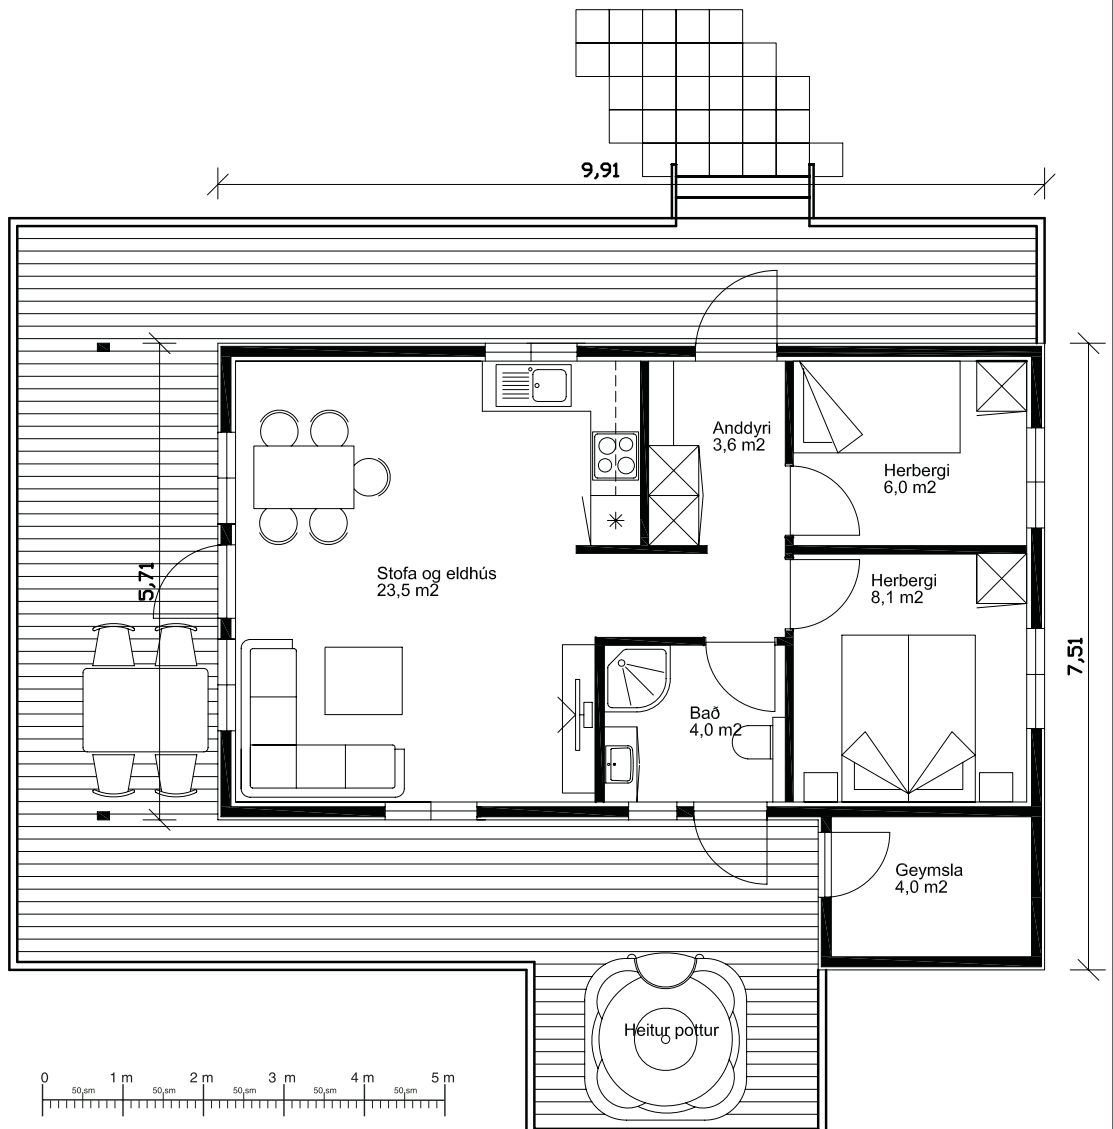 9,91
Anddyri
3,6 m2
Herbergi
6,0 m2
Stofa og eldhús
23,5 m2
5,71
Herbergi
8,1 m2
7,51
Bað
4,0 m2
Geymsla
4,0 m2
Heitur pottur
0 1 m 2 m 3 m 4 m 5 m
50,sm 50,sm 50,sm 50,sm 50,sm